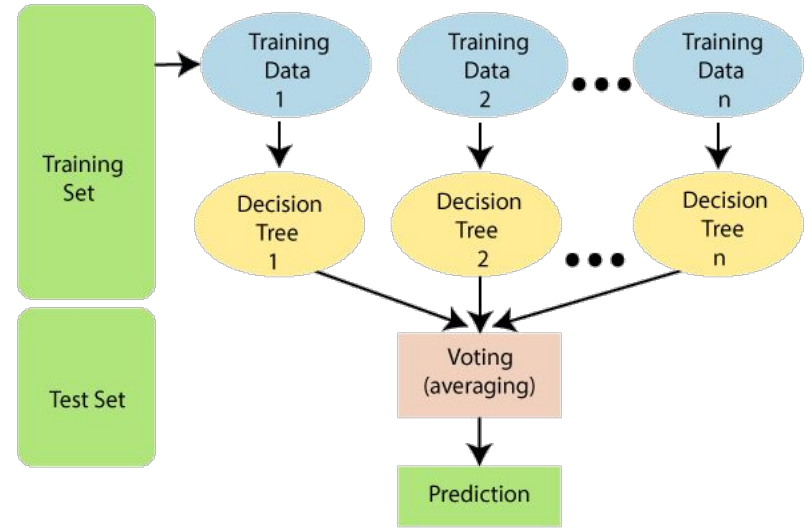 Training
Set
Test Set
Training
Data
1
Training
Data
2
Training
Data
n
Decision
Tree
1
Decision
Tree
2
Decision
Tree
n
Voting
(averaging)
Prediction